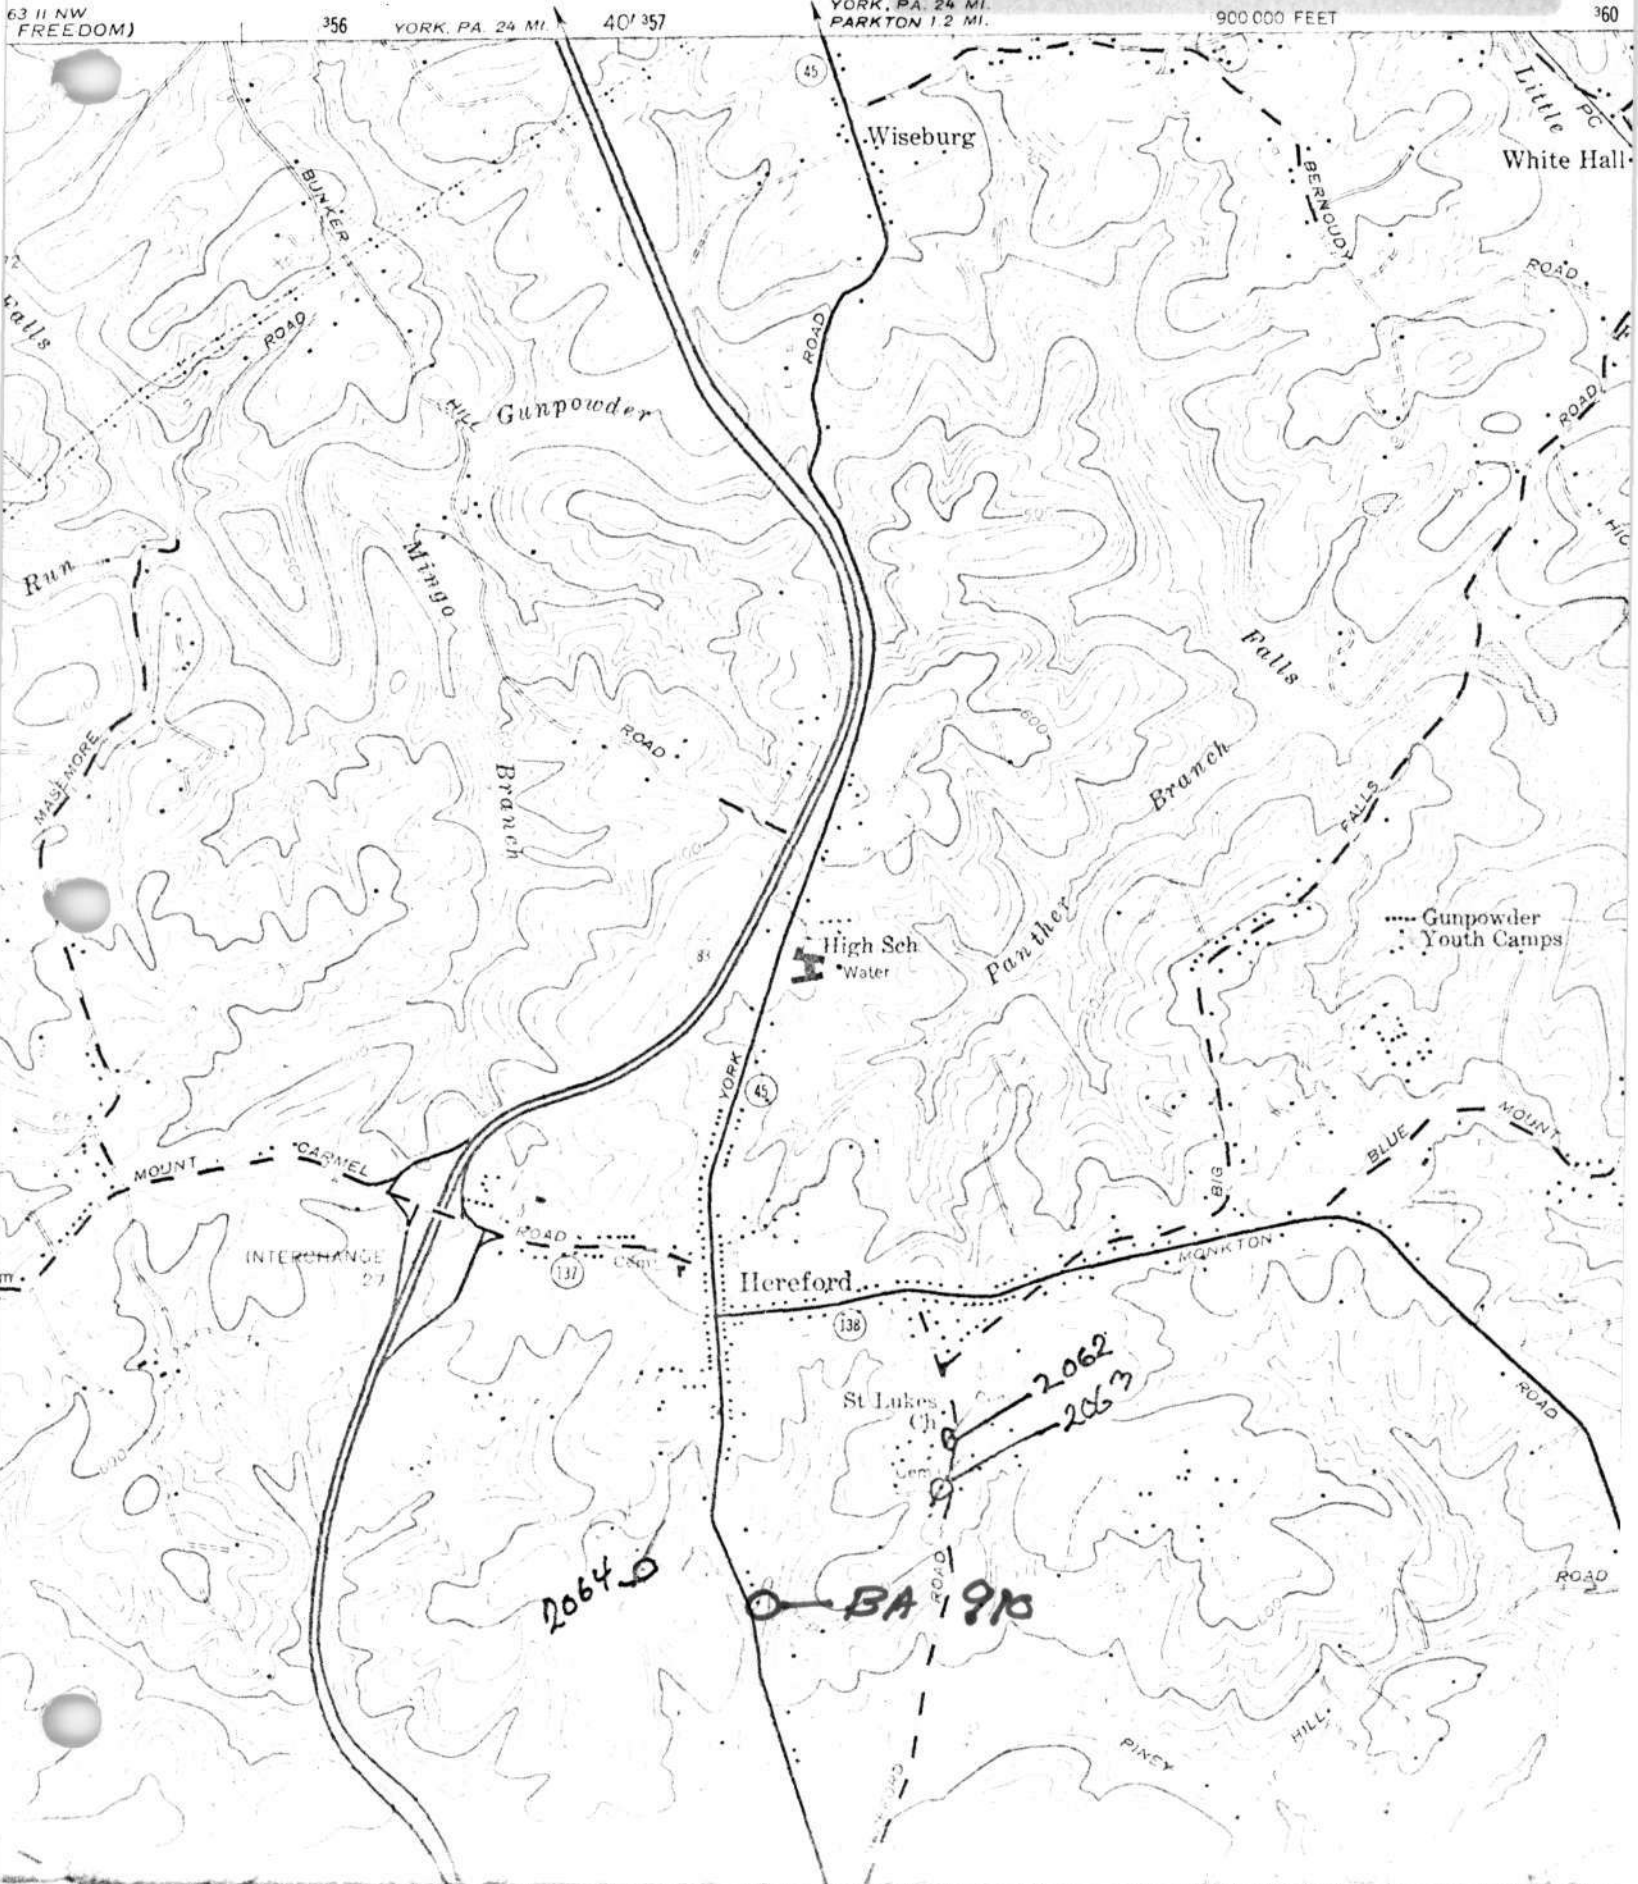 63 11 NW
FREEDOM)
356
YORK, PA. 24 MI.
40' 357
YORK, PA. 24 MI.
PARKTON 1.2 MI.
900 000 FEET
360
45
Wiseburg
Little
PC
White Hall
BUNKER
BERNOUDY
ROAD
Falls
ROAD
ROAD
HILL
Gunpowder
ROAD
Run
Mingo
Falls
ROAD
600
MASEMORE
Branch
Branch
FALLS
83
High Sch
Water
Panther
Gunpowder
Youth Camps
YORK
45
MOUNT
CARMEL
BIG
BLUE
MOUNT
INTERCHANGE
27
ROAD
137
Cem
Hereford
MONKTON
138
2062
2063
St Lukes
Ch
Cem
ROAD
2064
BA 910
ROAD
ROAD
PINEY
HILL